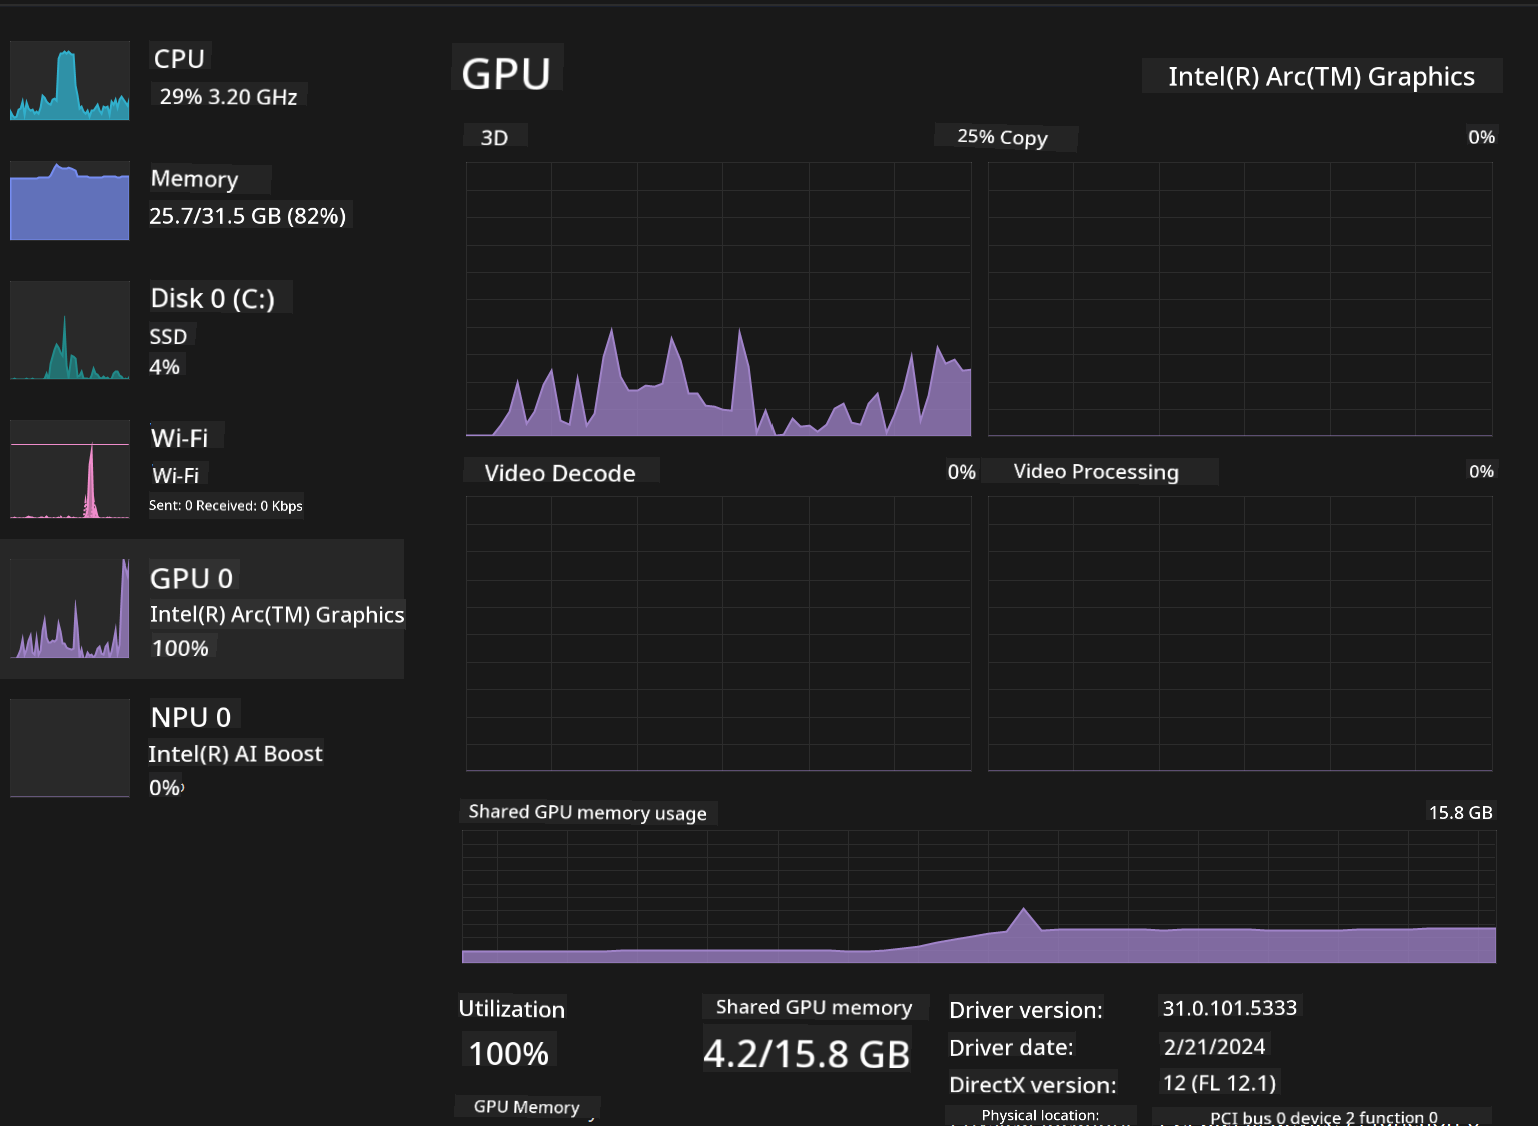 CPU
29% 3.20 GHz
Memory
25.7/31.5 GB (82%)
Disk 0 (C:)
SSD
4%
Wi-Fi
Wi-Fi
Sent: 0 Received: 0 Kbps
GPU 0
Intel(R) Arc(TM) Graphics
100%
NPU 0
Intel(R) AI Boost
0%
GPU
Intel(R) Arc(TM) Graphics
3D
25% Copy
0%
Video Decode
0%
Video Processing
0%
Shared GPU memory usage
15.8 GB
Utilization
100%
Shared GPU memory
4.2/15.8 GB
Driver version:
31.0.101.5333
Driver date:
2/21/2024
DirectX version:
12 (FL 12.1)
GPU Memory
Physical location:
PCI bus 0 device 2 function 0